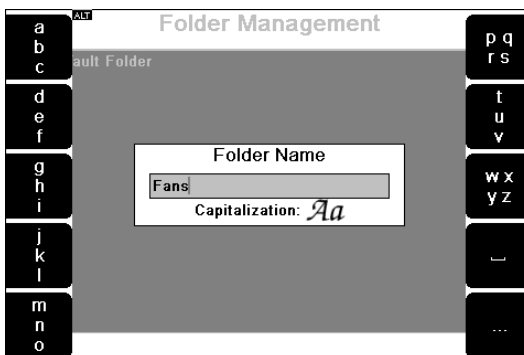 ALT
Folder Management
ault Folder
a
b
c
d
e
f
g
h
i
j
k
l
m
n
o
Folder Name
Fans
Capitalization: Aa
p q
r s
t
u
v
w x
y z
⎵
...